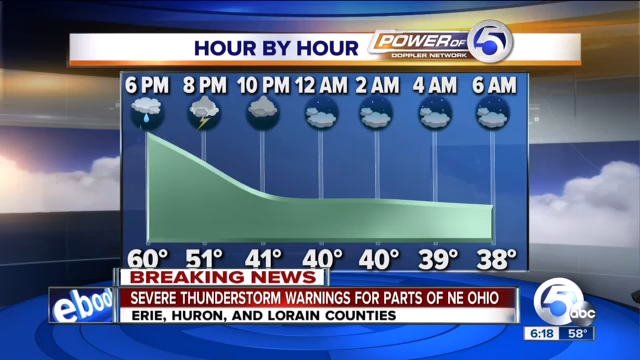 HOUR BY HOUR
POWER OF 5
DOPPLER NETWORK
6 PM 8 PM 10 PM 12 AM 2 AM 4 AM 6 AM
60° 51° 41° 40° 40° 39° 38°
BREAKING NEWS
SEVERE THUNDERSTORM WARNINGS FOR PARTS OF NE OHIO
ERIE, HURON, AND LORAIN COUNTIES
eboo
5 abc
6:18 58°